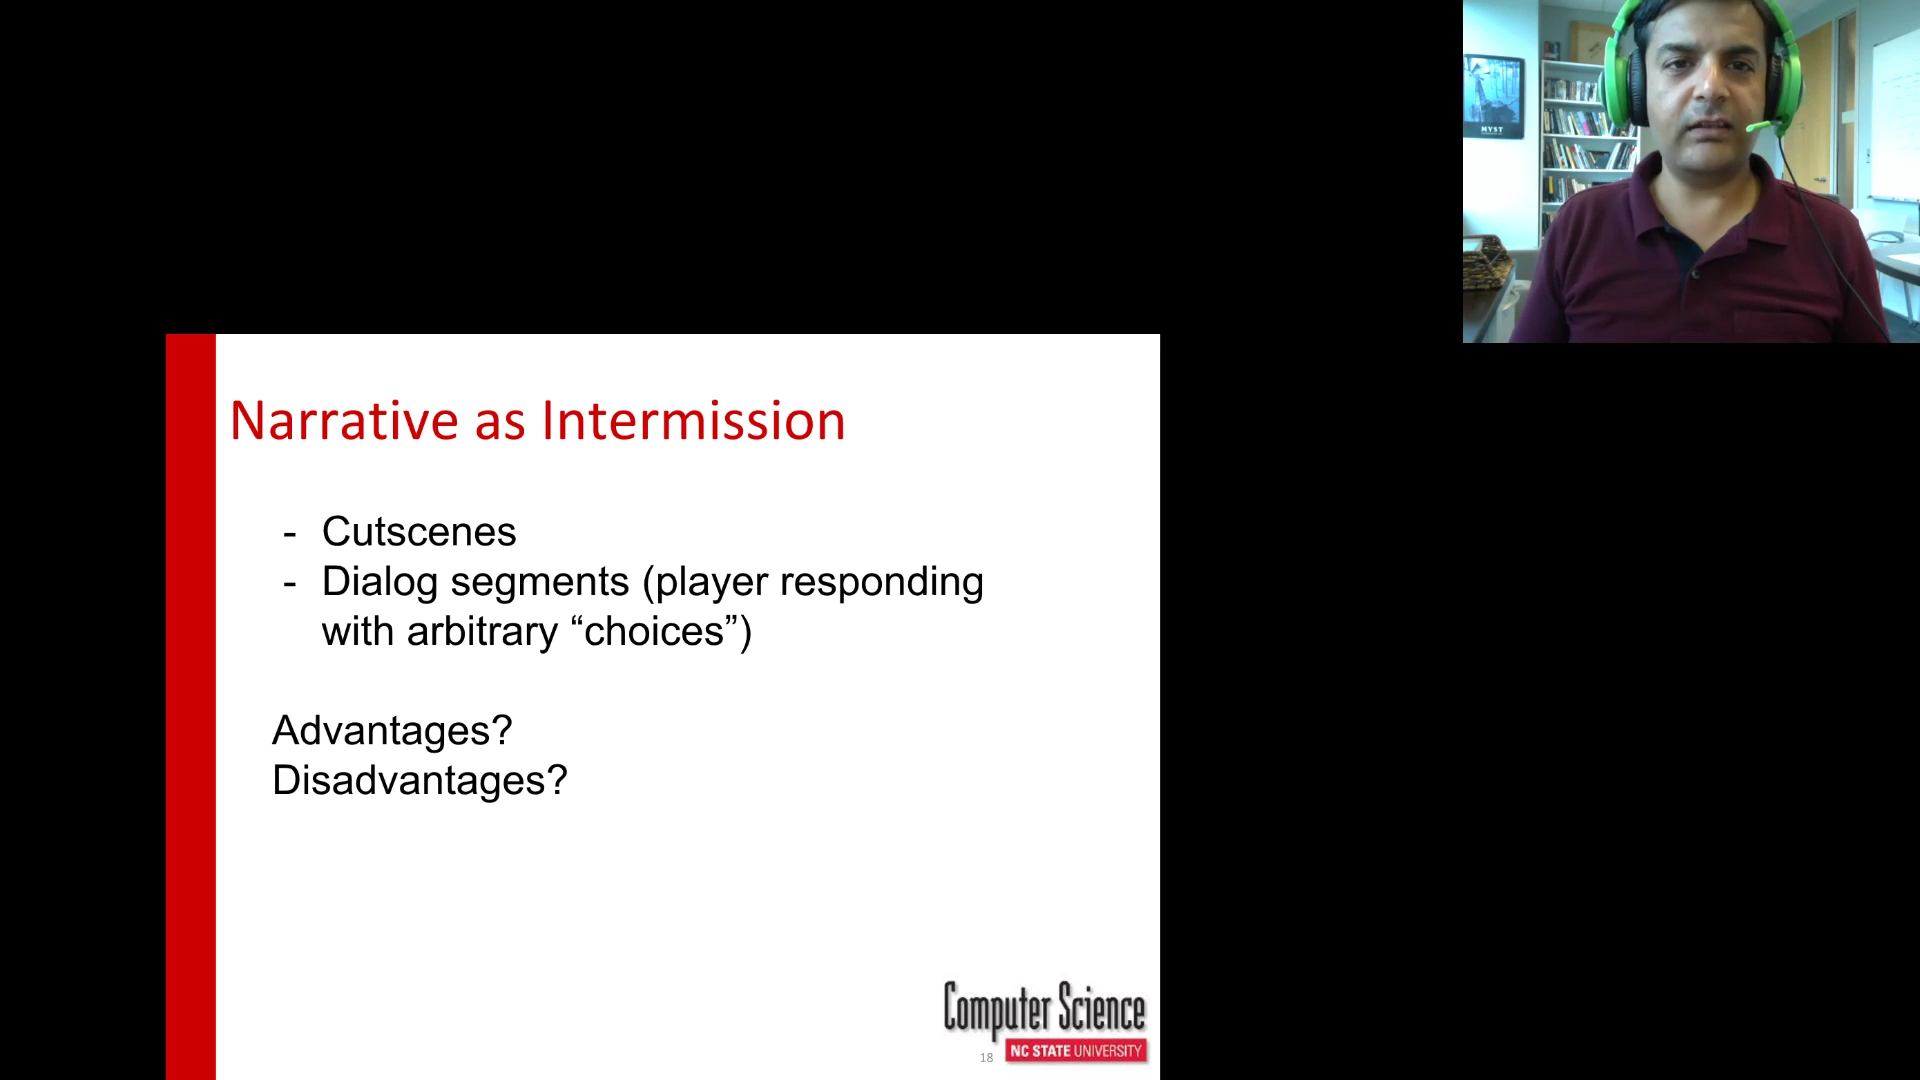 MYST
Narrative as Intermission
- Cutscenes
- Dialog segments (player responding
with arbitrary “choices”)
Advantages?
Disadvantages?
Computer Science
NC STATE UNIVERSITY
18